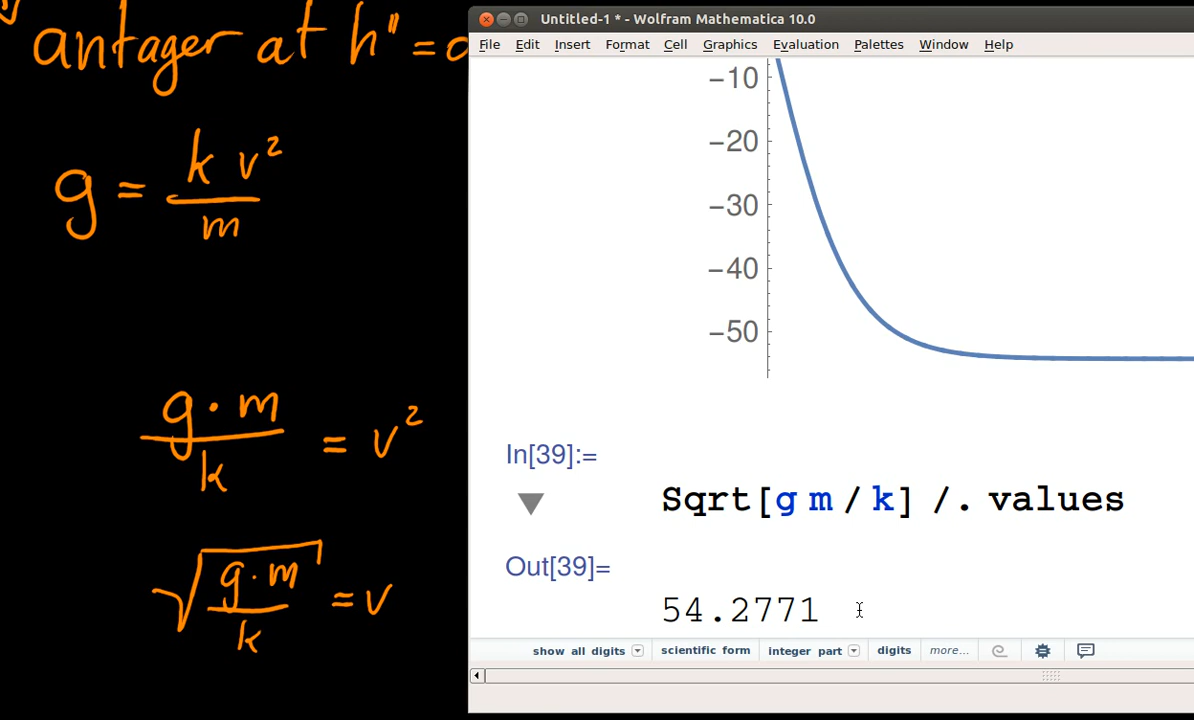 antager at h" =
g = k v²
m
g · m
k
= v²
√ g · m = v
k
Untitled-1 * - Wolfram Mathematica 10.0
File Edit Insert Format Cell Graphics Evaluation Palettes Window Help
-10
-20
-30
-40
-50
In[39]:=
Sqrt[g m / k] /. values
Out[39]=
54.2771
show all digits scientific form integer part digits more...